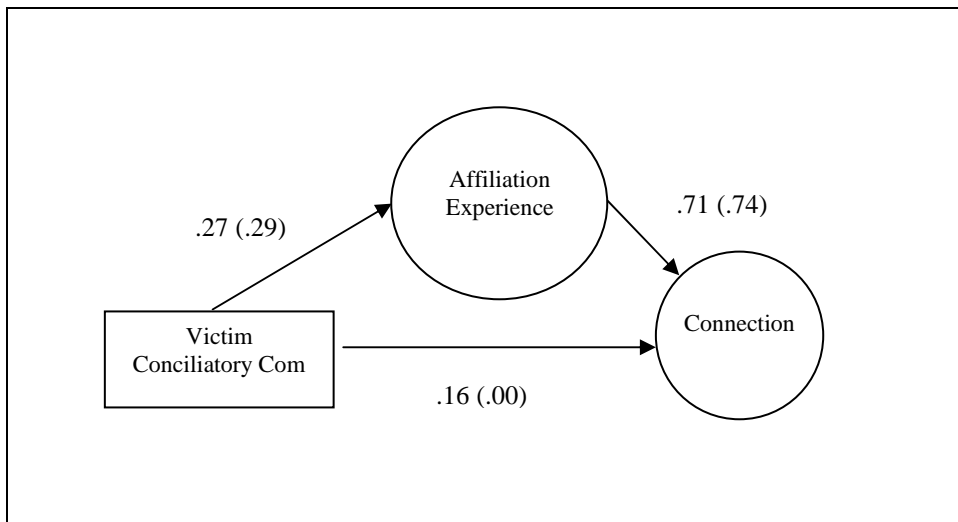 Affiliation
Experience
.71 (.74)
.27 (.29)
Connection
Victim
Conciliatory Com
.16 (.00)